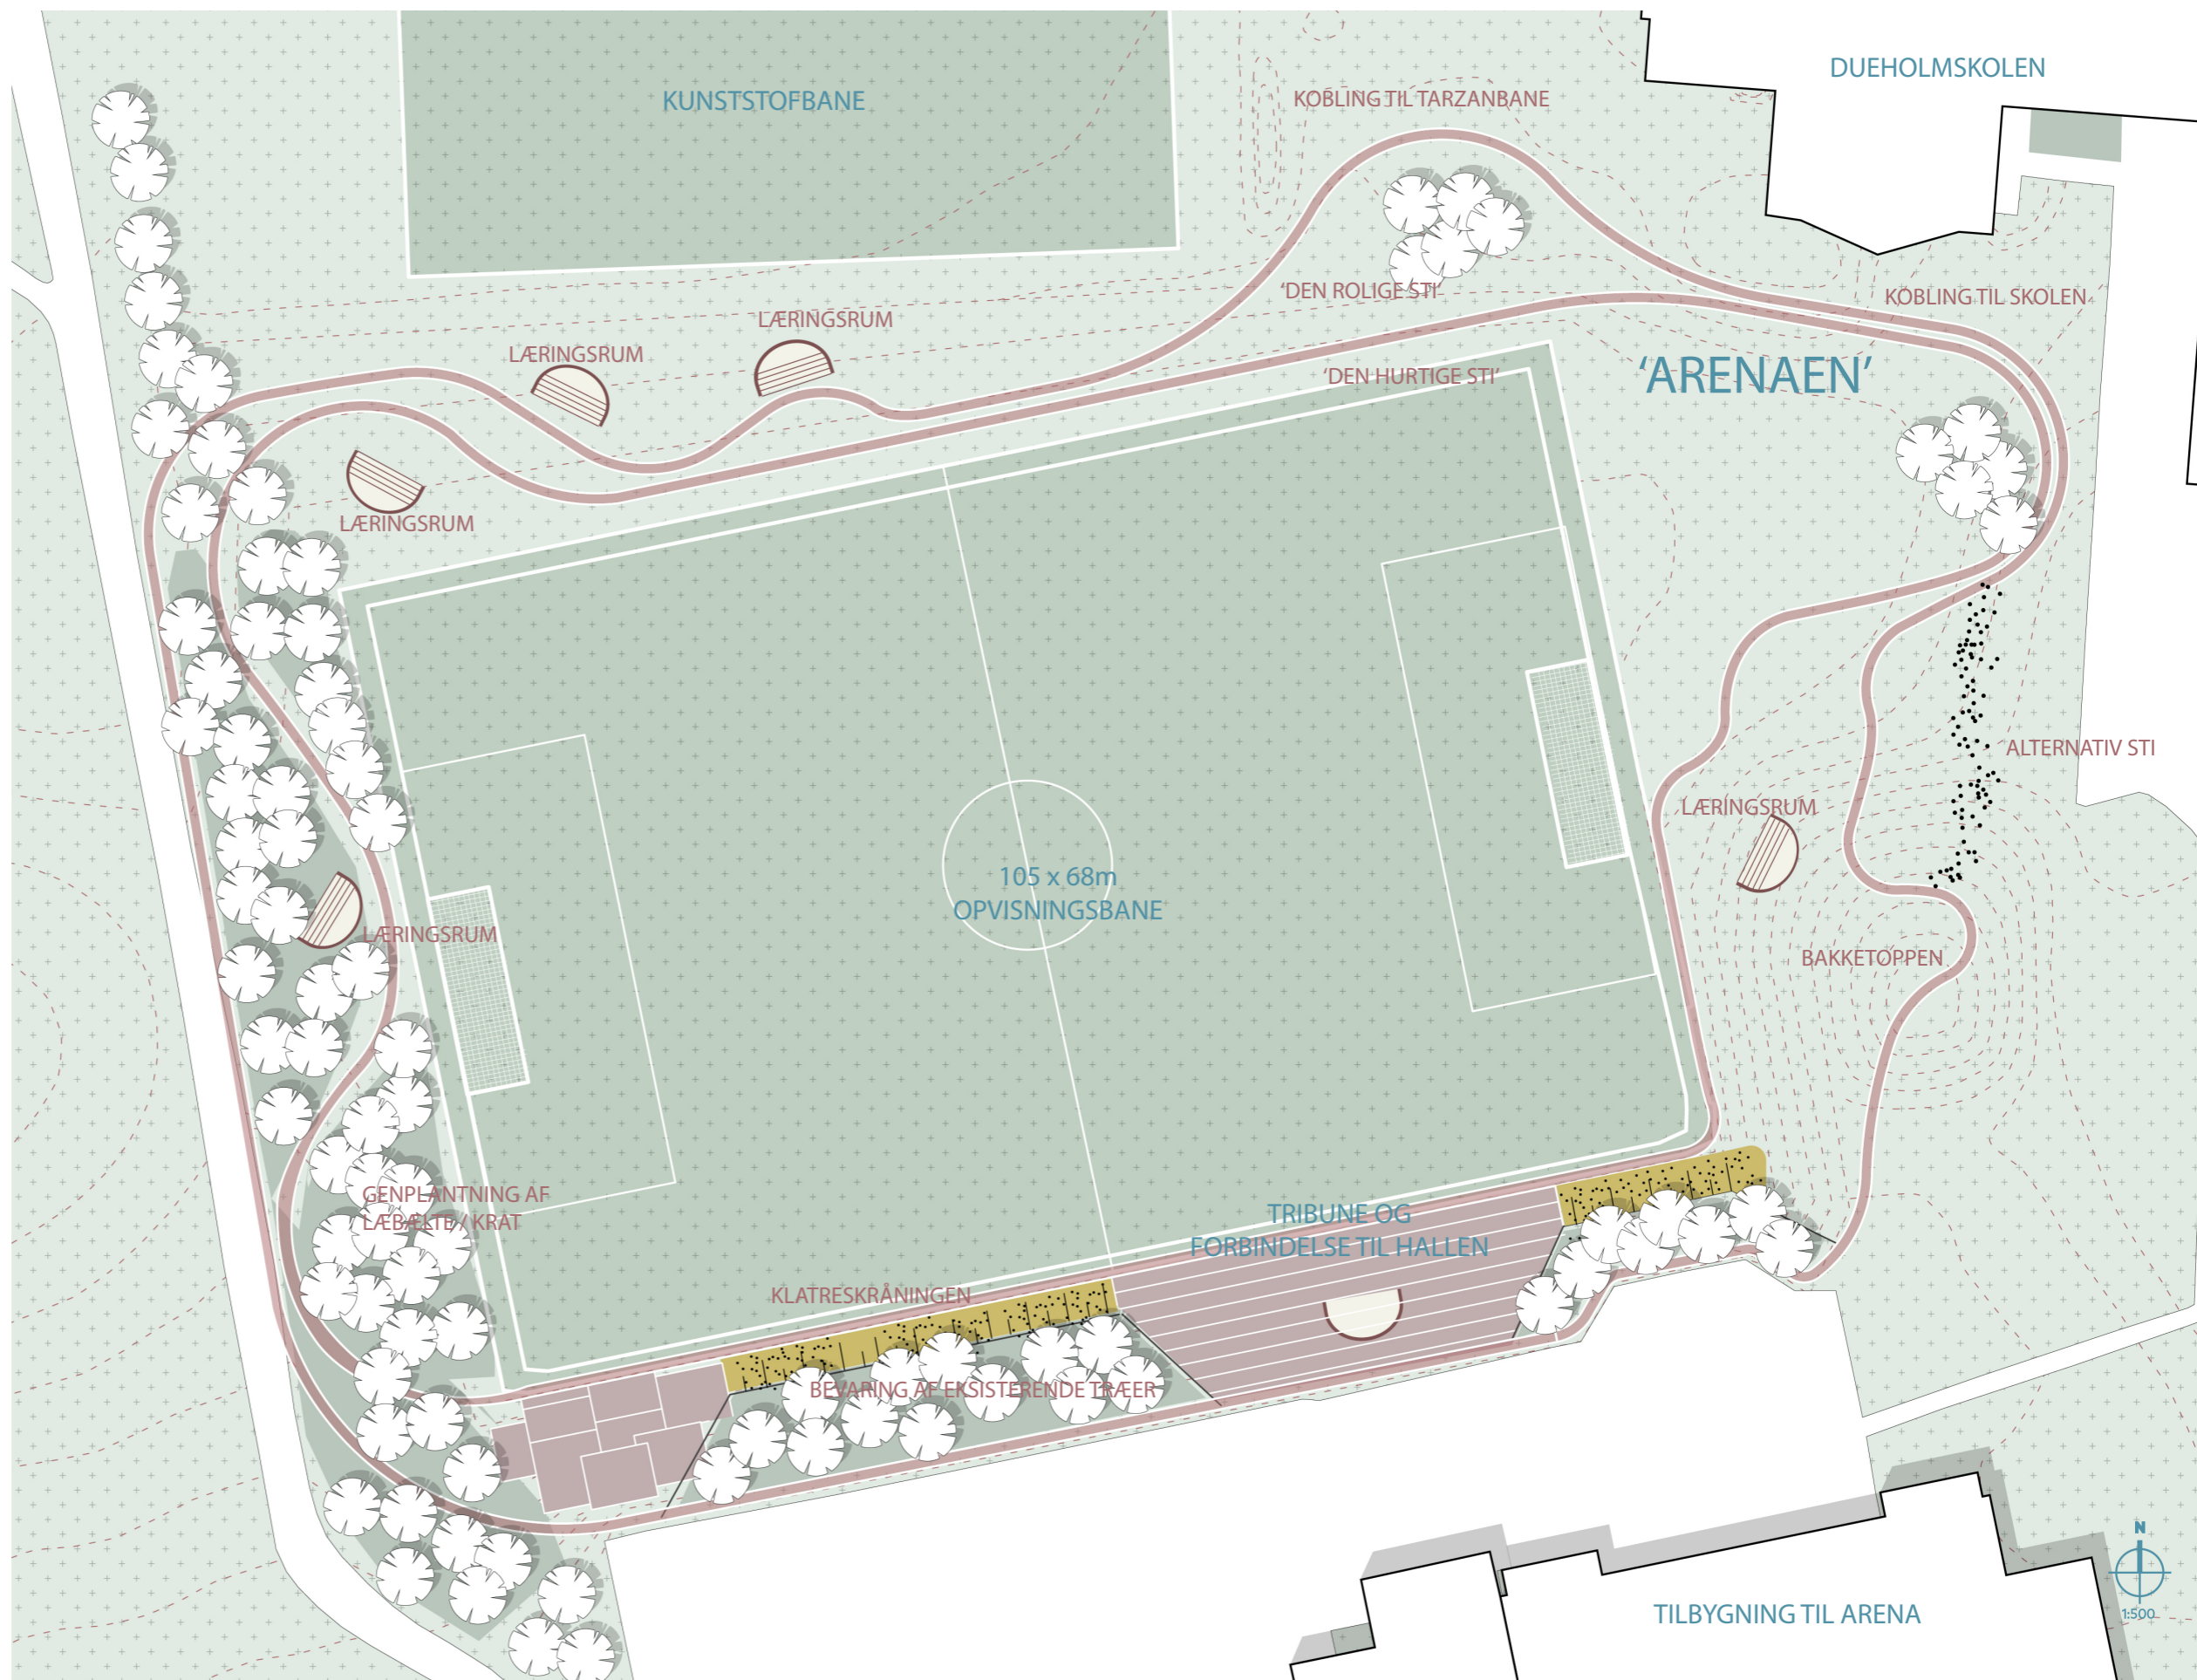 DUEHOLMSKOLEN
KUNSTSTOFBANE
KOBLING TIL TARZANBANE
'DEN ROLIGE STI'
KOBLING TIL SKOLEN
LÆRINGSRUM
LÆRINGSRUM
'DEN HURTIGE STI'
'ARENAEN'
LÆRINGSRUM
ALTERNATIV STI
LÆRINGSRUM
105 x 68m
OPVISNINGSBANE
LÆRINGSRUM
BAKKETOPPEN
GENPLANTNING AF
LÆBÆLTE / KRAT
TRIBUNE OG
FORBINDELSE TIL HALLEN
KLATRESKRÅNINGEN
BEVARING AF EKSISTERENDE TRÆER
N
1:500
TILBYGNING TIL ARENA